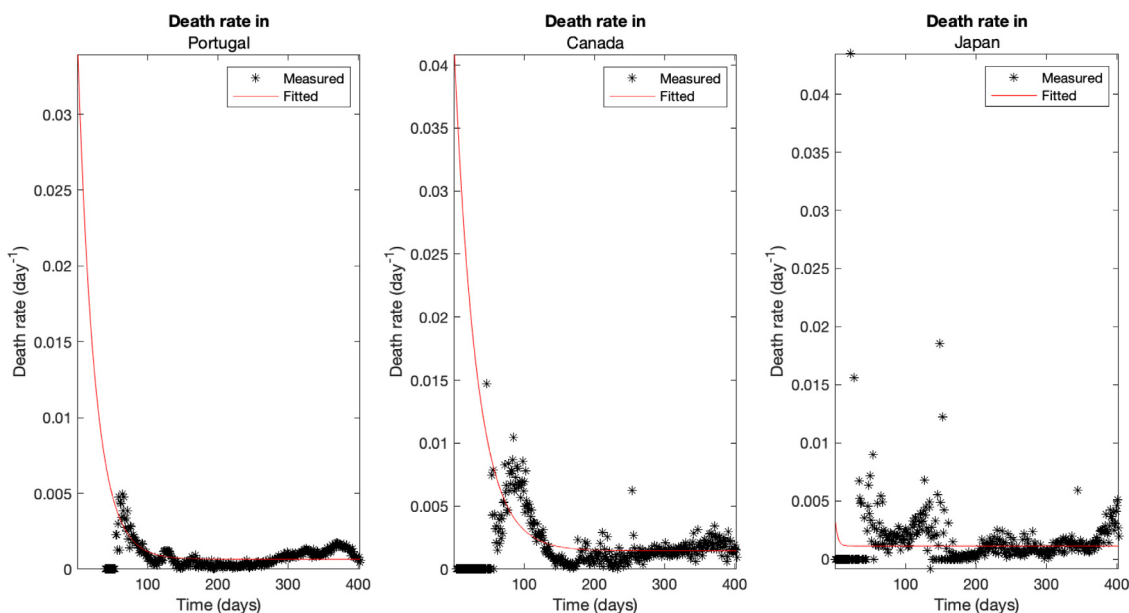 Death rate in
Portugal
Measured
Fitted
0.03
0.025
0.02
0.015
0.01
0.005
0
Death rate (day-1)
100
200
300
400
Time (days)
Death rate in
Canada
Measured
Fitted
0.04
0.035
0.03
0.025
0.02
0.015
0.01
0.005
0
Death rate (day-1)
100
200
300
400
Time (days)
Death rate in
Japan
Measured
Fitted
0.04
0.035
0.03
0.025
0.02
0.015
0.01
0.005
0
Death rate (day-1)
100
200
300
400
Time (days)